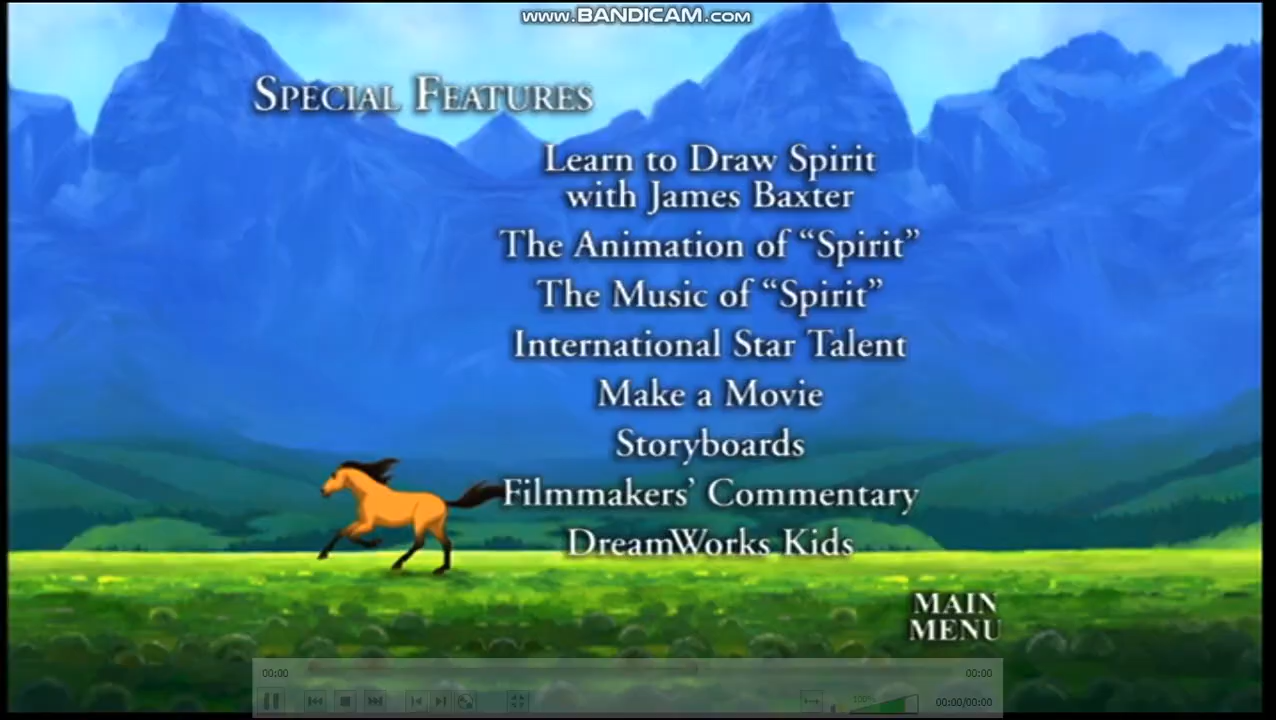 www.BANDICAM.com
Special Features
Learn to Draw Spirit
with James Baxter
The Animation of “Spirit”
The Music of “Spirit”
International Star Talent
Make a Movie
Storyboards
Filmmakers’ Commentary
DreamWorks Kids
MAIN
MENU
00:00 00:00
100% 00:00/00:00